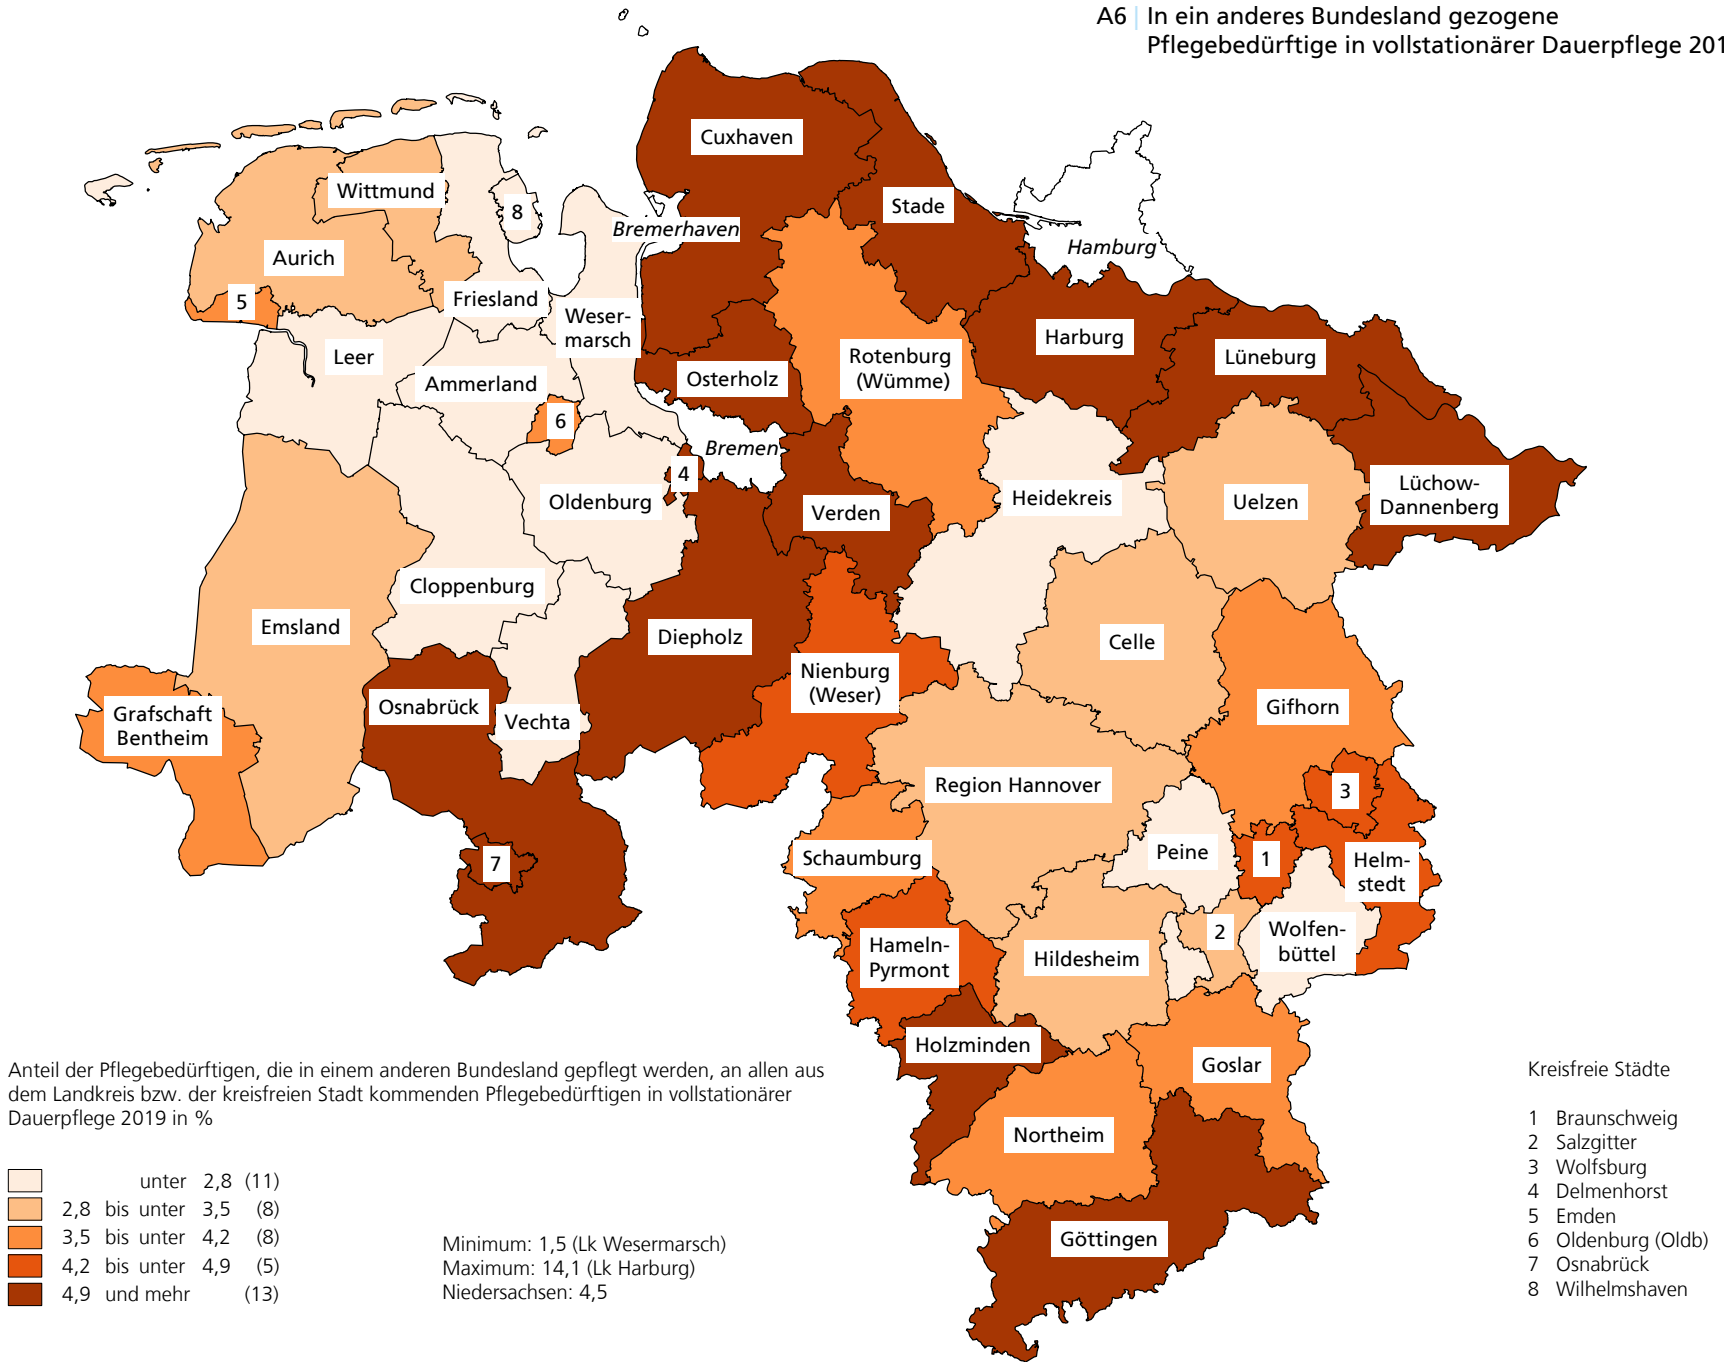 A6 | In ein anderes Bundesland gezogene
Pflegebedürftige in vollstationärer Dauerpflege 201
Cuxhaven
Wittmund
8
Stade
Bremerhaven
Hamburg
Aurich
5
Friesland
Weser-
marsch
Harburg
Leer
Rotenburg
(Wümme)
Lüneburg
Ammerland
Osterholz
6
Bremen
4
Oldenburg
Heidekreis
Uelzen
Lüchow-
Dannenberg
Verden
Cloppenburg
Emsland
Diepholz
Celle
Nienburg
(Weser)
Grafschaft
Bentheim
Osnabrück
Vechta
Gifhorn
Region Hannover
3
7
Schaumburg
Peine
1
Helm-
stedt
Hameln-
Pyrmont
Hildesheim
2
Wolfen-
büttel
Holzminden
Goslar
Northeim
Göttingen
Anteil der Pflegebedürftigen, die in einem anderen Bundesland gepflegt werden, an allen aus
dem Landkreis bzw. der kreisfreien Stadt kommenden Pflegebedürftigen in vollstationärer
Dauerpflege 2019 in %
unter 2,8 (11)
2,8 bis unter 3,5 (8)
3,5 bis unter 4,2 (8)
4,2 bis unter 4,9 (5)
4,9 und mehr (13)
Minimum: 1,5 (Lk Wesermarsch)
Maximum: 14,1 (Lk Harburg)
Niedersachsen: 4,5
Kreisfreie Städte
1 Braunschweig
2 Salzgitter
3 Wolfsburg
4 Delmenhorst
5 Emden
6 Oldenburg (Oldb)
7 Osnabrück
8 Wilhelmshaven